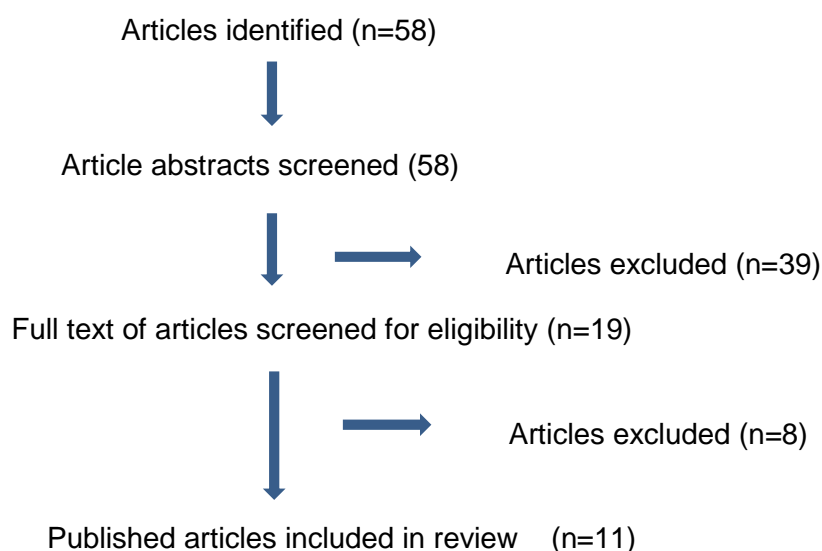 Articles identified (n=58)
Article abstracts screened (58)
Articles excluded (n=39)
Full text of articles screened for eligibility (n=19)
Articles excluded (n=8)
Published articles included in review (n=11)